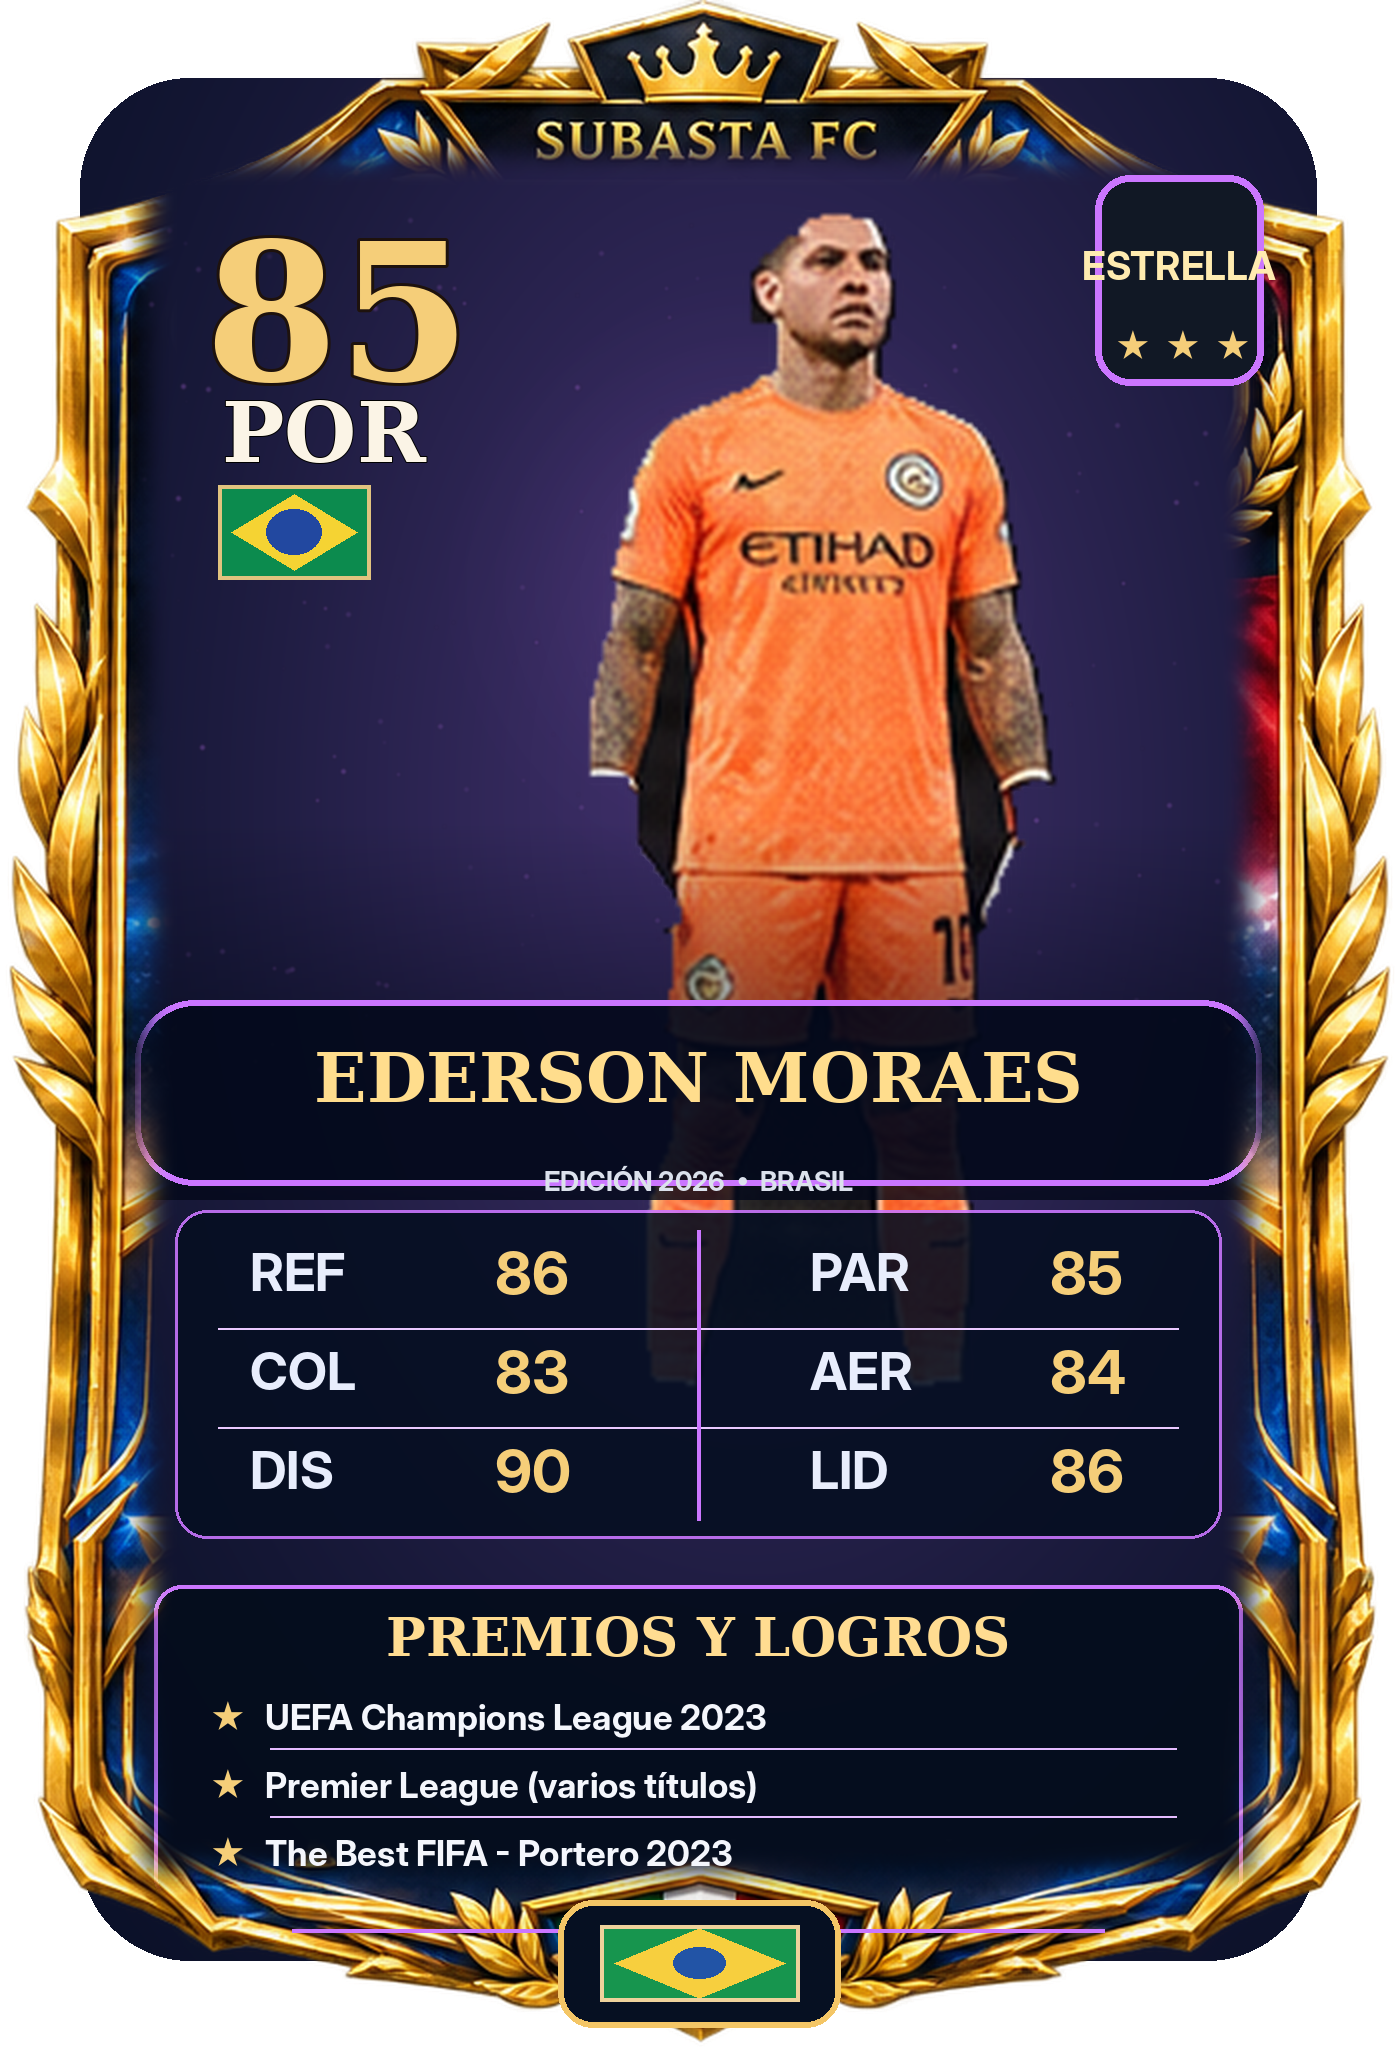 SUBASTA FC
85
POR
ESTRELLA
★ ★ ★
ETIHAD
EDERSON MORAES
EDICIÓN 2026 • BRASIL
REF 86 PAR 85
COL 83 AER 84
DIS 90 LID 86
PREMIOS Y LOGROS
★ UEFA Champions League 2023
★ Premier League (varios títulos)
★ The Best FIFA - Portero 2023